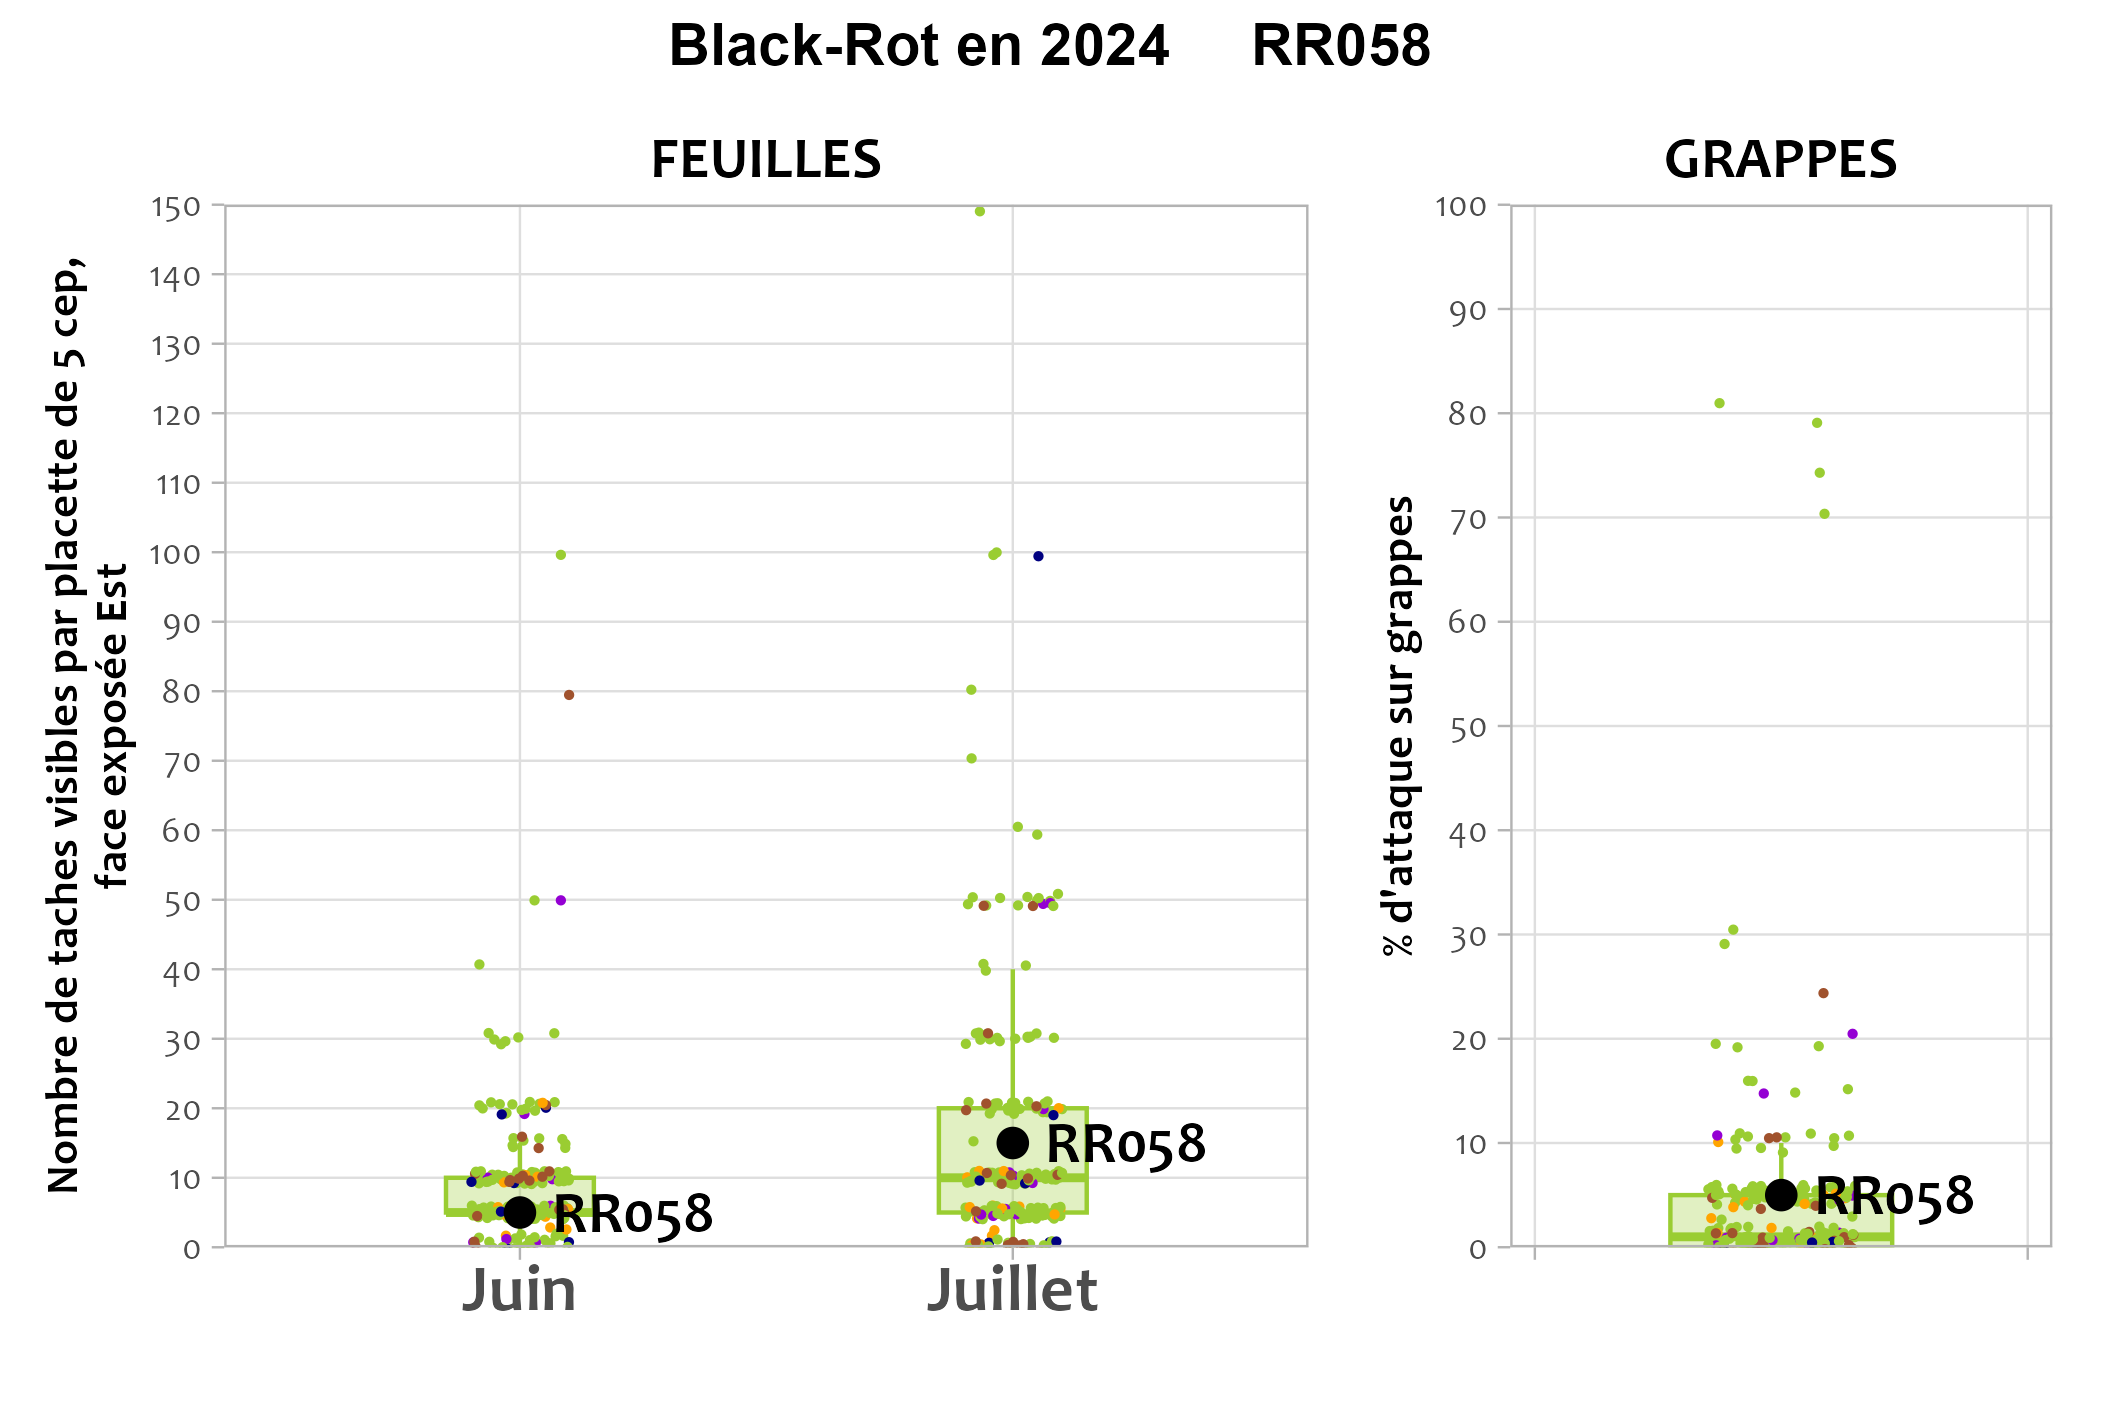 Black-Rot en 2024 RR058
FEUILLES
GRAPPES
Nombre de taches visibles par placette de 5 cep,
face exposée Est
150
140
130
120
110
100
90
80
70
60
50
40
30
20
10
0
RR058
RR058
Juin
Juillet
% d'attaque sur grappes
100
90
80
70
60
50
40
30
20
10
0
RR058